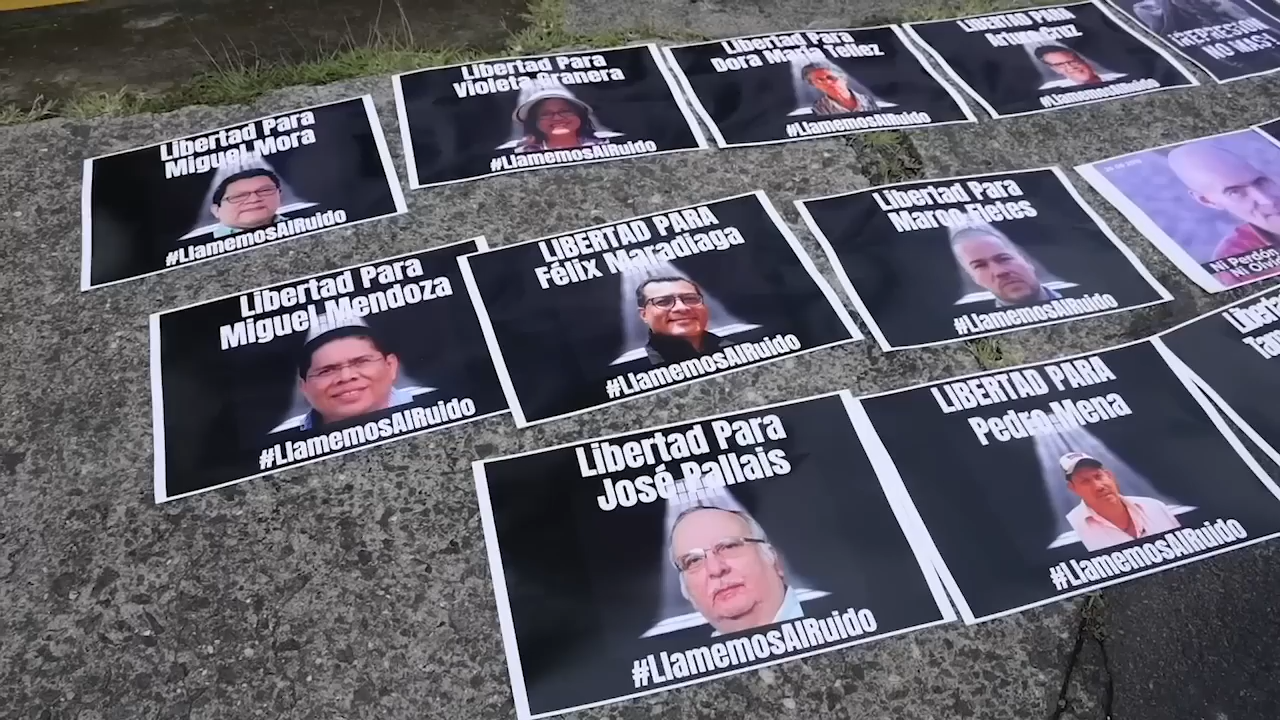 Libertad Para
Miguel Mora
#LlamemosAlRuido
Libertad Para
Violeta Granera
#LlamemosAlRuido
Libertad Para
Dora María Tellez
#LlamemosAlRuido
LIBERTAD PARA
Arturo Cruz
#LlamemosAlRuido
REPRESIÓN
NO MAS!
Libertad Para
Miguel Mendoza
#LlamemosAlRuido
LIBERTAD PARA
Félix Maradiaga
#LlamemosAlRuido
Libertad Para
Marco Fletes
#LlamemosAlRuido
Ni Perdón
Ni Olvido
Libertad Para
José Pallais
#LlamemosAlRuido
LIBERTAD PARA
Pedro Mena
#LlamemosAlRuido